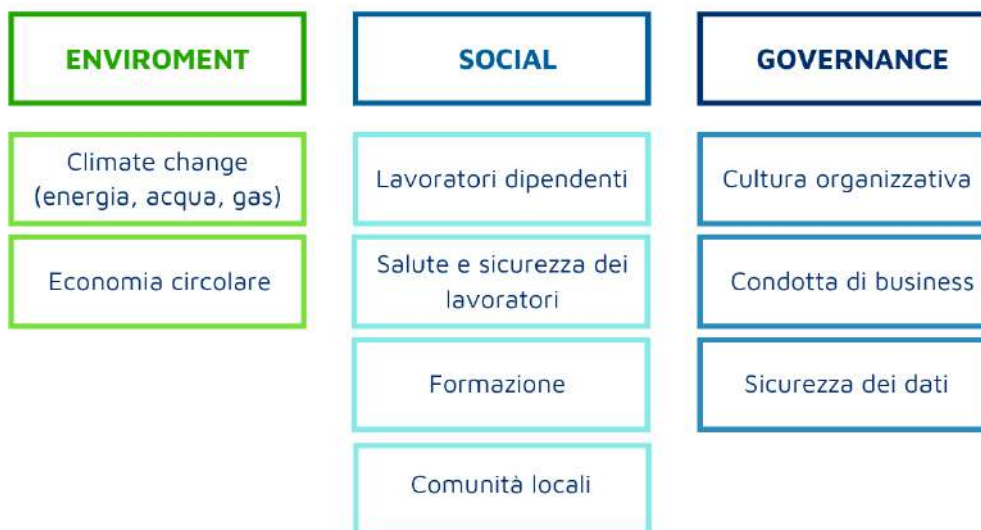 ENVIROMENT
Climate change
(energia, acqua, gas)
Economia circolare
SOCIAL
Lavoratori dipendenti
Salute e sicurezza dei
lavoratori
Formazione
Comunità locali
GOVERNANCE
Cultura organizzativa
Condotta di business
Sicurezza dei dati